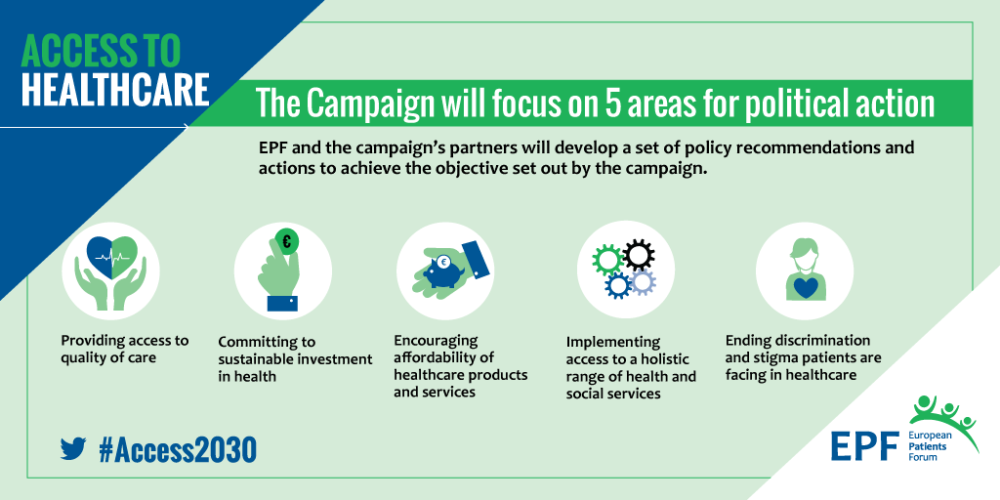 ACCESS TO
HEALTHCARE
The Campaign will focus on 5 areas for political action
EPF and the campaign's partners will develop a set of policy recommendations and
actions to achieve the objective set out by the campaign.
€
€
Providing access to
quality of care
Committing to
sustainable investment
in health
Encouraging
affordability of
healthcare products
and services
Implementing
access to a holistic
range of health and
social services
Ending discrimination
and stigma patients are
facing in healthcare
#Access2030
EPF
European
Patients
Forum